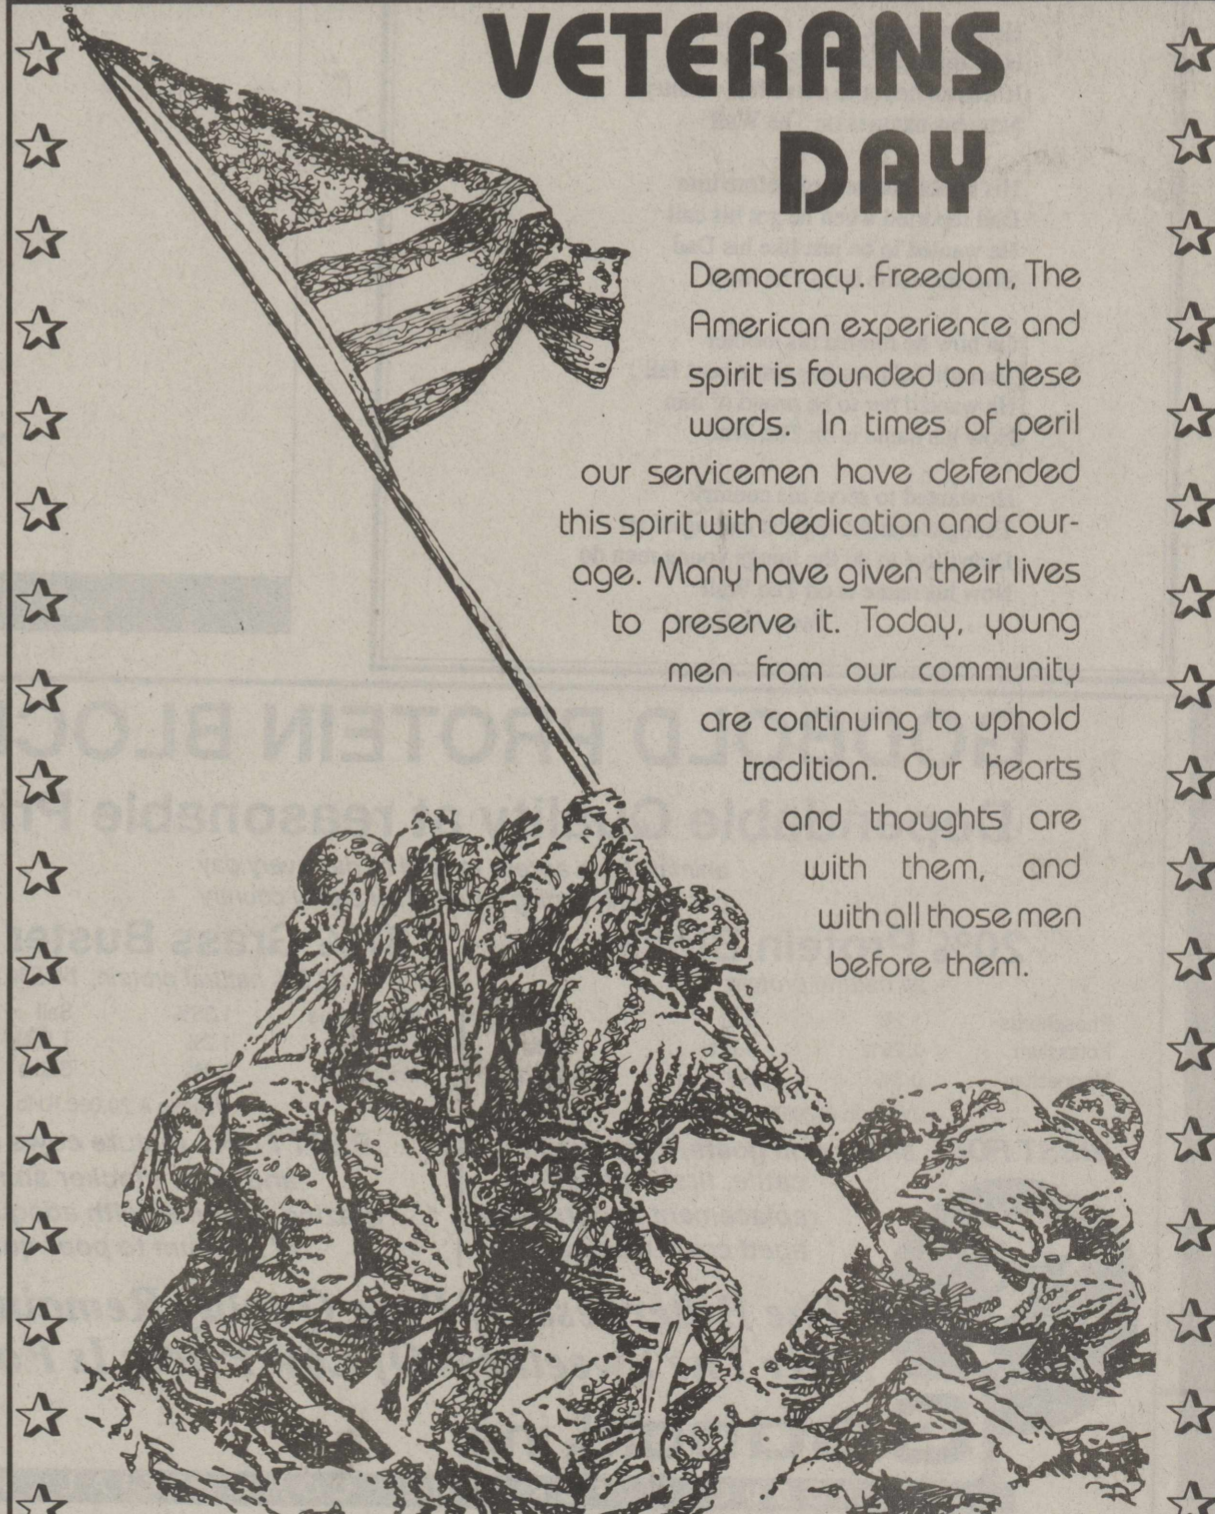 VETERANS
DAY
Democracy. Freedom, The
American experience and
spirit is founded on these
words. In times of peril
our servicemen have defended
this spirit with dedication and cour-
age. Many have given their lives
to preserve it. Today, young
men from our community
are continuing to uphold
tradition. Our hearts
and thoughts are
with them, and
with all those men
before them.